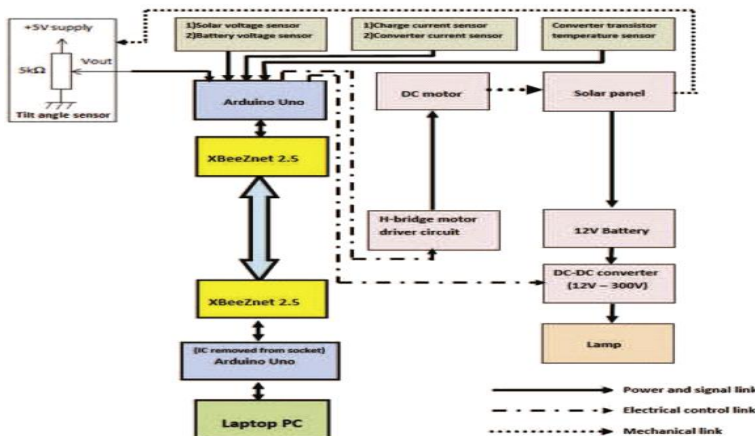 +5V supply
5kΩ
Vout
Tilt angle sensor
1)Solar voltage sensor
2)Battery voltage sensor
1)Charge current sensor
2)Converter current sensor
Converter transistor
temperature sensor
Arduino Uno
DC motor
Solar panel
XBeeZnet 2.5
H-bridge motor
driver circuit
12V Battery
DC-DC converter
(12V – 300V)
XBeeZnet 2.5
(IC removed from socket)
Arduino Uno
Lamp
Laptop PC
Power and signal link
Electrical control link
Mechanical link